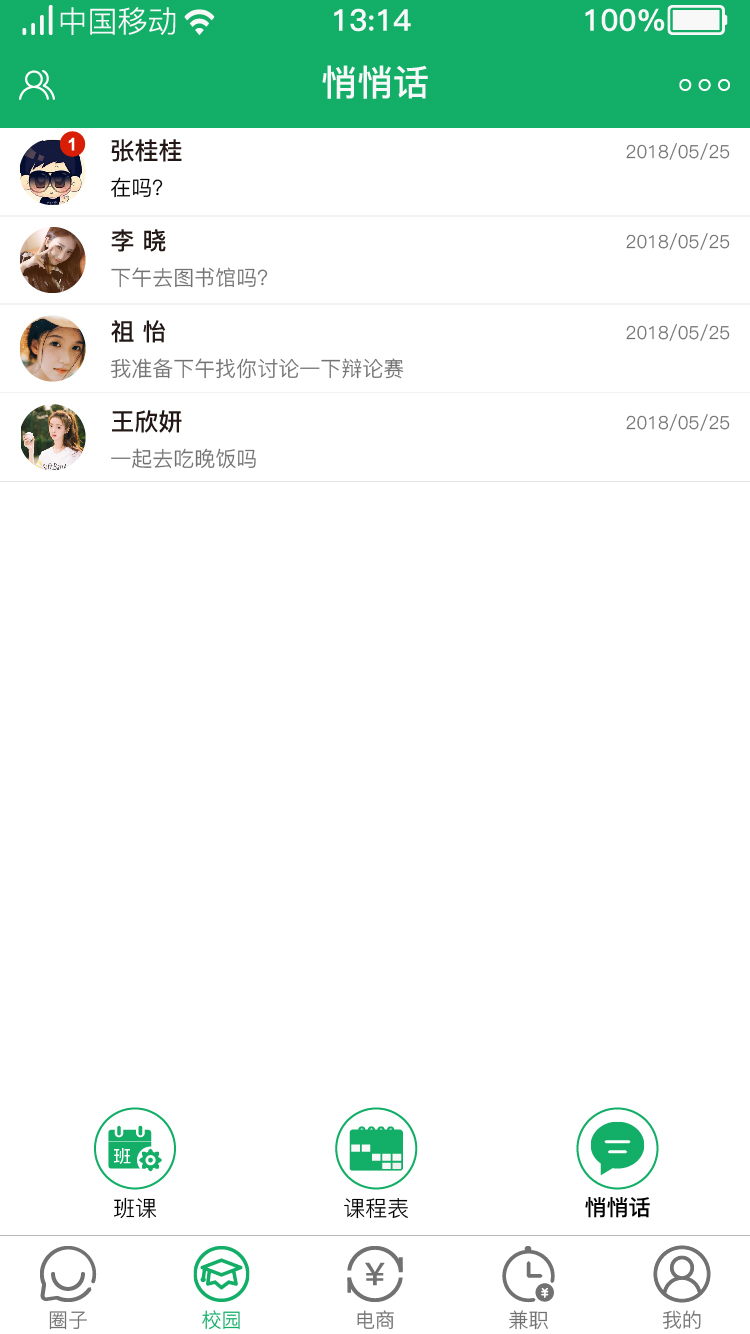 中国移动 13:14 100%
悄悄话
1
张桂桂 2018/05/25
在吗?
李 晓 2018/05/25
下午去图书馆吗?
祖 怡 2018/05/25
我准备下午找你讨论一下辩论赛
王欣妍 2018/05/25
一起去吃晚饭吗
班
班课 课程表 悄悄话
¥ ¥
圈子 校园 电商 兼职 我的